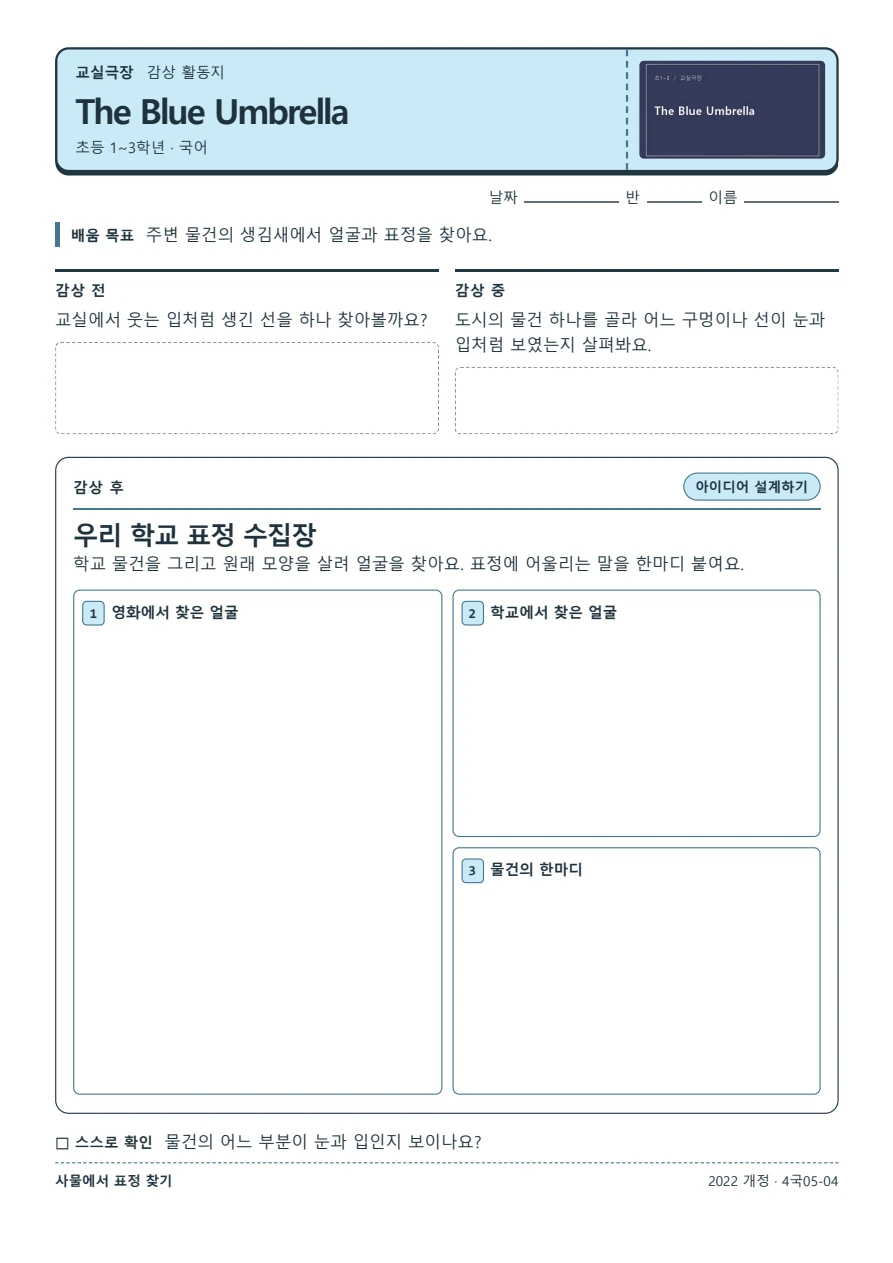 교실극장 감상 활동지
The Blue Umbrella
초등 1~3학년 · 국어
초1~3 / 교실극장
The Blue Umbrella
날짜 반 이름
배움 목표 주변 물건의 생김새에서 얼굴과 표정을 찾아요.
감상 전
교실에서 웃는 입처럼 생긴 선을 하나 찾아볼까요?
감상 중
도시의 물건 하나를 골라 어느 구멍이나 선이 눈과
입처럼 보였는지 살펴봐요.
감상 후
아이디어 설계하기
우리 학교 표정 수집장
학교 물건을 그리고 원래 모양을 살려 얼굴을 찾아요. 표정에 어울리는 말을 한마디 붙여요.
1 영화에서 찾은 얼굴
2 학교에서 찾은 얼굴
3 물건의 한마디
스스로 확인 물건의 어느 부분이 눈과 입인지 보이나요?
사물에서 표정 찾기
2022 개정 · 4국05-04